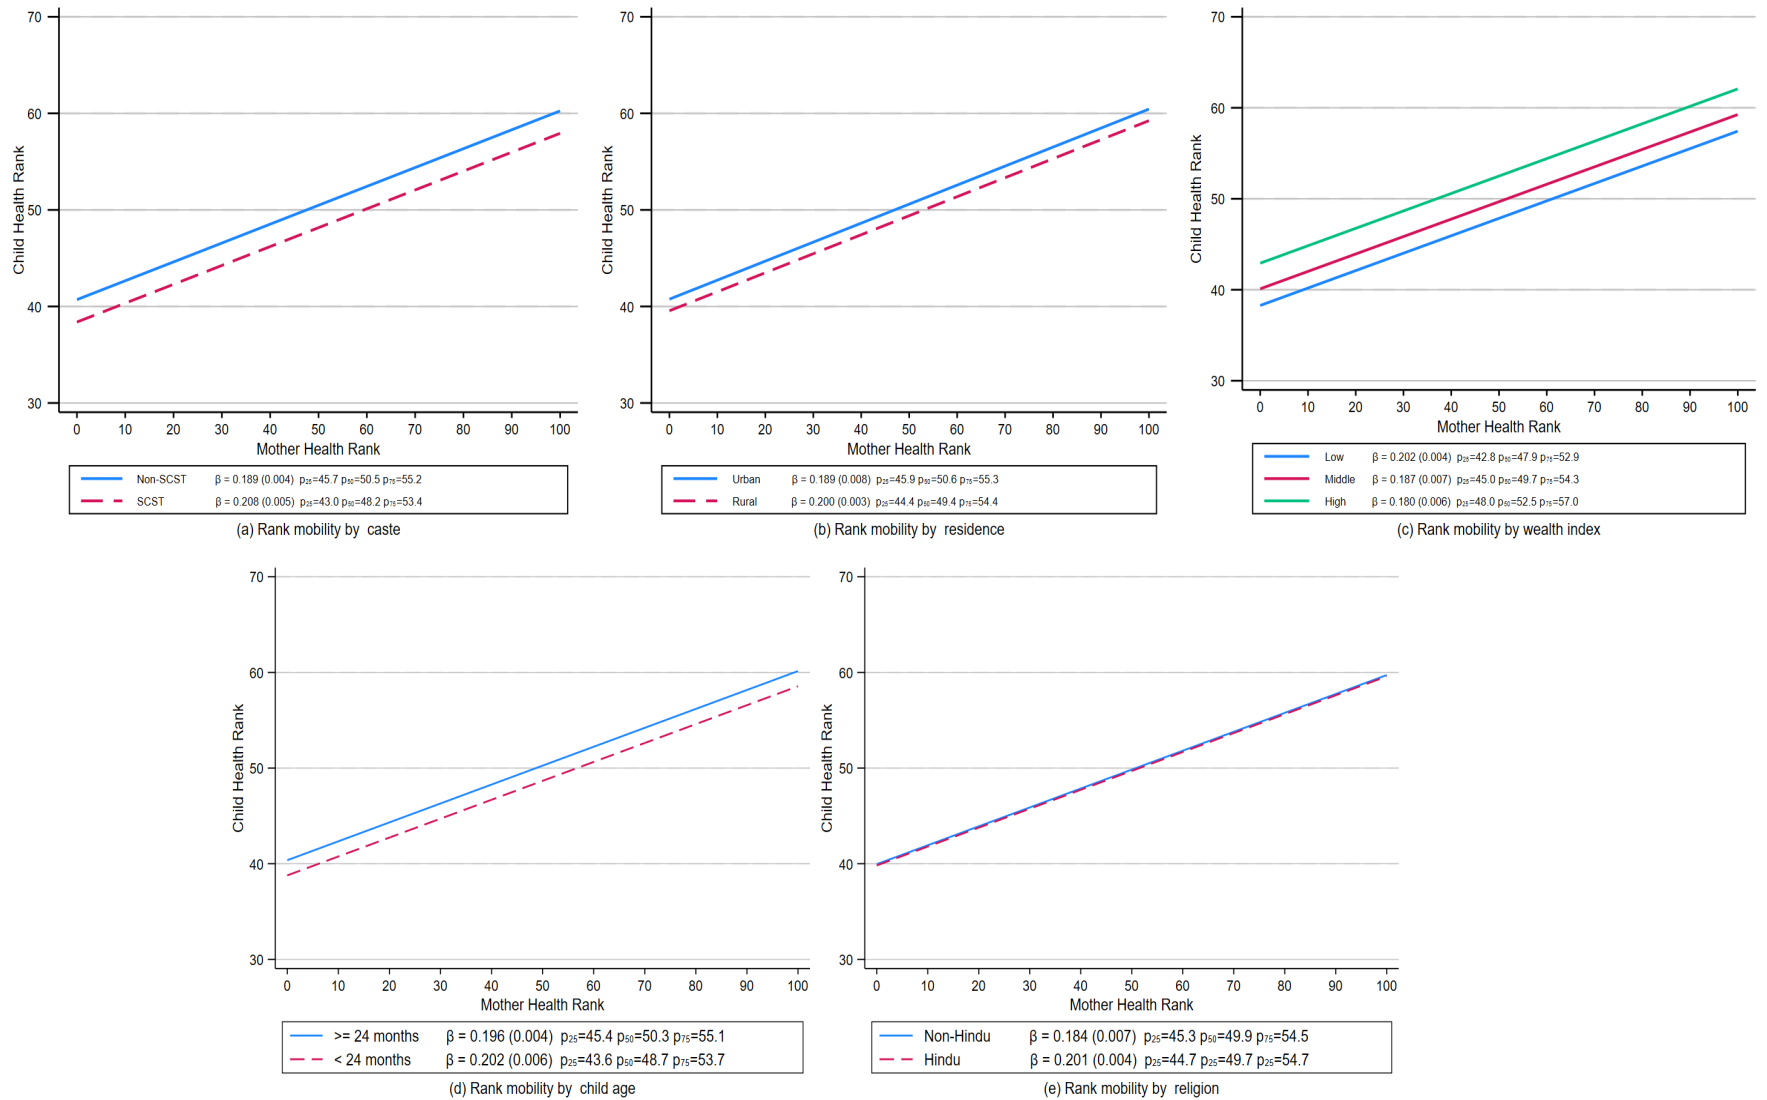 70
60
50
40
30
Child Health Rank
0 10 20 30 40 50 60 70 80 90 100
Mother Health Rank
Non-SCST β = 0.189 (0.004) p₂₅=45.7 p₅₀=50.5 p₇₅=55.2
SCST β = 0.208 (0.005) p₂₅=43.0 p₅₀=48.2 p₇₅=53.4
(a) Rank mobility by caste
70
60
50
40
30
Child Health Rank
0 10 20 30 40 50 60 70 80 90 100
Mother Health Rank
Urban β = 0.189 (0.008) p₂₅=45.9 p₅₀=50.6 p₇₅=55.3
Rural β = 0.200 (0.003) p₂₅=44.4 p₅₀=49.4 p₇₅=54.4
(b) Rank mobility by residence
70
60
50
40
30
Child Health Rank
0 10 20 30 40 50 60 70 80 90 100
Mother Health Rank
Low β = 0.202 (0.004) p₂₅=42.8 p₅₀=47.9 p₇₅=52.9
Middle β = 0.187 (0.007) p₂₅=45.0 p₅₀=49.7 p₇₅=54.3
High β = 0.180 (0.006) p₂₅=48.0 p₅₀=52.5 p₇₅=57.0
(c) Rank mobility by wealth index
70
60
50
40
30
Child Health Rank
0 10 20 30 40 50 60 70 80 90 100
Mother Health Rank
>= 24 months β = 0.196 (0.004) p₂₅=45.4 p₅₀=50.3 p₇₅=55.1
< 24 months β = 0.202 (0.006) p₂₅=43.6 p₅₀=48.7 p₇₅=53.7
(d) Rank mobility by child age
70
60
50
40
30
Child Health Rank
0 10 20 30 40 50 60 70 80 90 100
Mother Health Rank
Non-Hindu β = 0.184 (0.007) p₂₅=45.3 p₅₀=49.9 p₇₅=54.5
Hindu β = 0.201 (0.004) p₂₅=44.7 p₅₀=49.7 p₂₅=54.7
(e) Rank mobility by religion